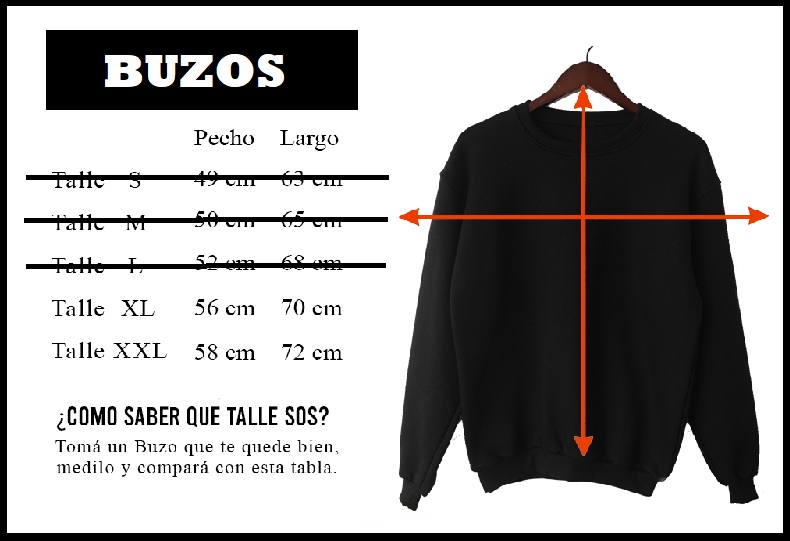 BUZOS
Pecho Largo
Talle S 49 cm 63 cm
Talle M 50 cm 65 cm
Talle L 52 cm 68 cm
Talle XL 56 cm 70 cm
Talle XXL 58 cm 72 cm
¿COMO SABER QUE TALLE SOS?
Tomá un Buzo que te quede bien,
medilo y compará con esta tabla.